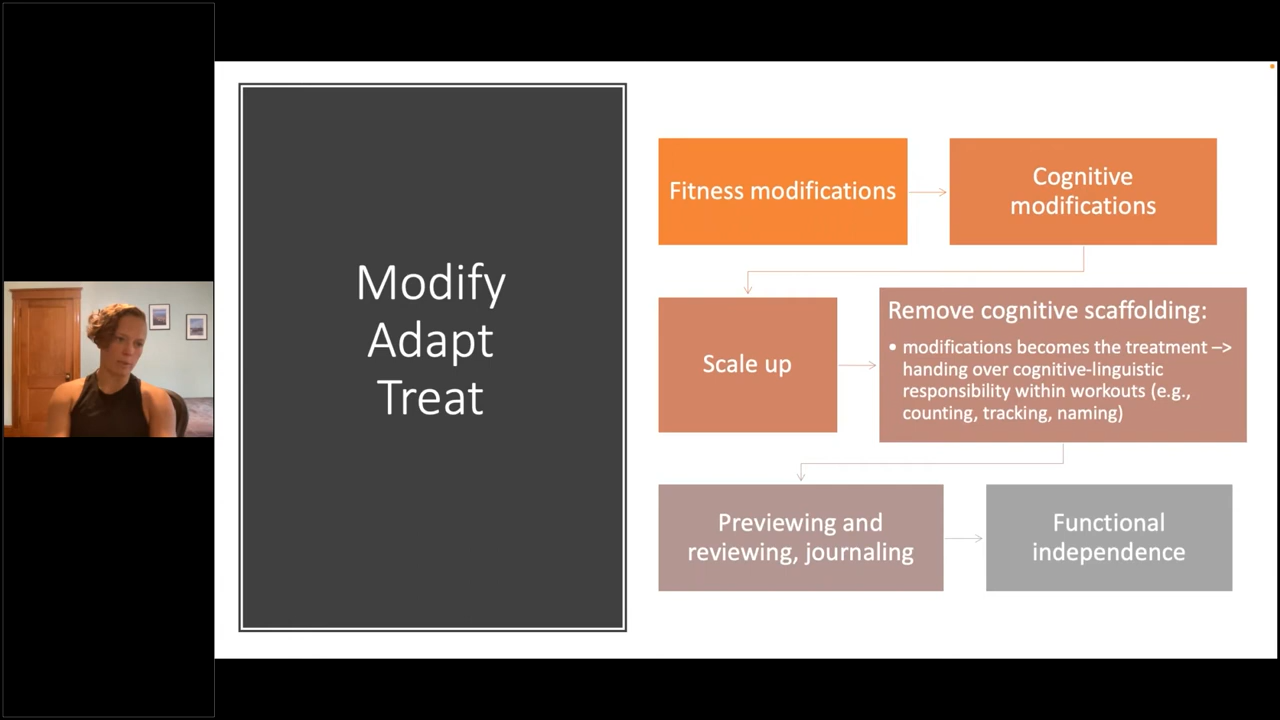 Modify
Adapt
Treat
Fitness modifications
Cognitive
modifications
Scale up
Remove cognitive scaffolding:
• modifications becomes the treatment –>
handing over cognitive-linguistic
responsibility within workouts (e.g.,
counting, tracking, naming)
Previewing and
reviewing, journaling
Functional
independence